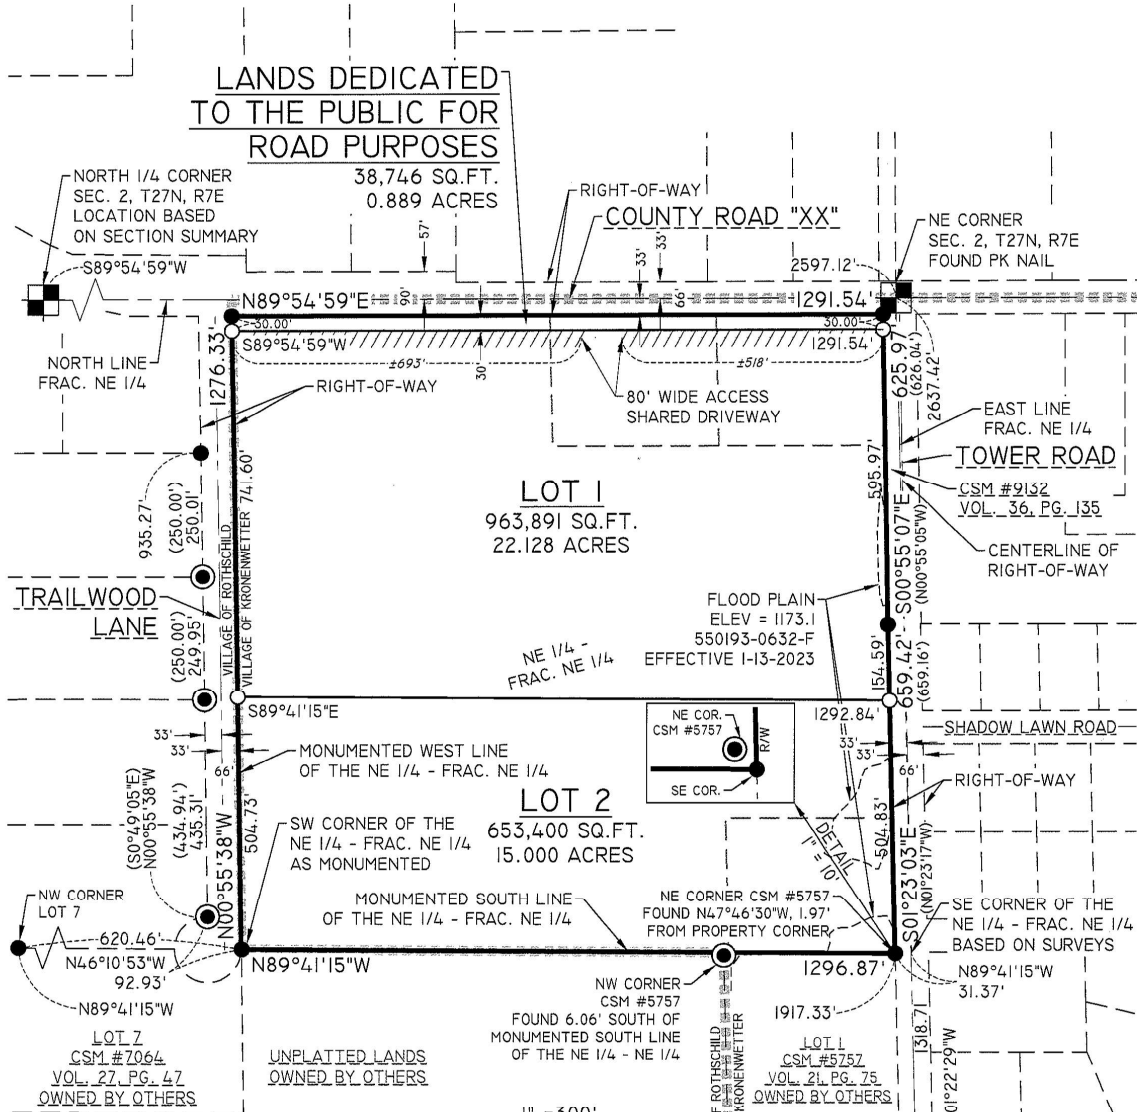 LANDS DEDICATED
TO THE PUBLIC FOR
ROAD PURPOSES
38,746 SQ.FT.
0.889 ACRES
NORTH 1/4 CORNER
SEC. 2, T27N, R7E
LOCATION BASED
ON SECTION SUMMARY
S89°54'59"W
RIGHT-OF-WAY
COUNTY ROAD "XX"
57'
33'
33'
NE CORNER
SEC. 2, T27N, R7E
FOUND PK NAIL
2597.12'
N89°54'59"E
90'
66'
1291.54'
30.00'
30.00'
S89°54'59"W
1291.54'
±693'
30'
±518'
NORTH LINE
FRAC. NE 1/4
1276.33'
RIGHT-OF-WAY
80' WIDE ACCESS
SHARED DRIVEWAY
625.97'
(626.04')
2637.42'
EAST LINE
FRAC. NE 1/4
TOWER ROAD
CSM #9132
VOL. 36, PG. 135
CENTERLINE OF
RIGHT-OF-WAY
595.97'
S00°55'07"E
(N00°55'05"W)
935.27'
(250.00')
250.01'
741.60'
VILLAGE OF ROTHSCHILD
VILLAGE OF KRONENWETTER
LOT 1
963,891 SQ.FT.
22.128 ACRES
TRAILWOOD
LANE
(250.00')
249.95'
FLOOD PLAIN
ELEV = 1173.1
550193-0632-F
EFFECTIVE 1-13-2023
NE 1/4 -
FRAC. NE 1/4
154.59'
659.42'
(659.16')
S89°41'15"E
1292.84'
SHADOW LAWN ROAD
33'
33'
66'
MONUMENTED WEST LINE
OF THE NE 1/4 - FRAC. NE 1/4
NE COR.
CSM #5757
R/W
SE COR.
33'
33'
66'
RIGHT-OF-WAY
LOT 2
653,400 SQ.FT.
15.000 ACRES
(S0°49'05"E)
N00°55'38"W
(434.94')
435.31'
N00°55'38"W
504.73'
SW CORNER OF THE
NE 1/4 - FRAC. NE 1/4
AS MONUMENTED
DETAIL
1" = 10'
504.83'
S01°23'03"E
(N01°23'17"W)
NW CORNER
LOT 7
MONUMENTED SOUTH LINE
OF THE NE 1/4 - FRAC. NE 1/4
NE CORNER CSM #5757
FOUND N47°46'30"W, 1.97'
FROM PROPERTY CORNER
SE CORNER OF THE
NE 1/4 - FRAC. NE 1/4
BASED ON SURVEYS
620.46'
N46°10'53"W
92.93'
N89°41'15"W
N89°41'15"W
1296.87'
N89°41'15"W
31.37'
NW CORNER
CSM #5757
FOUND 6.06' SOUTH OF
MONUMENTED SOUTH LINE
OF THE NE 1/4 - NE 1/4
1917.33'
1318.71
01°22'29"W
LOT 7
CSM #7064
VOL. 27, PG. 47
OWNED BY OTHERS
UNPLATTED LANDS
OWNED BY OTHERS
F ROTHSCHILD
KRONENWETTER
LOT 1
CSM #5757
VOL. 21, PG. 75
OWNED BY OTHERS
1" =300'